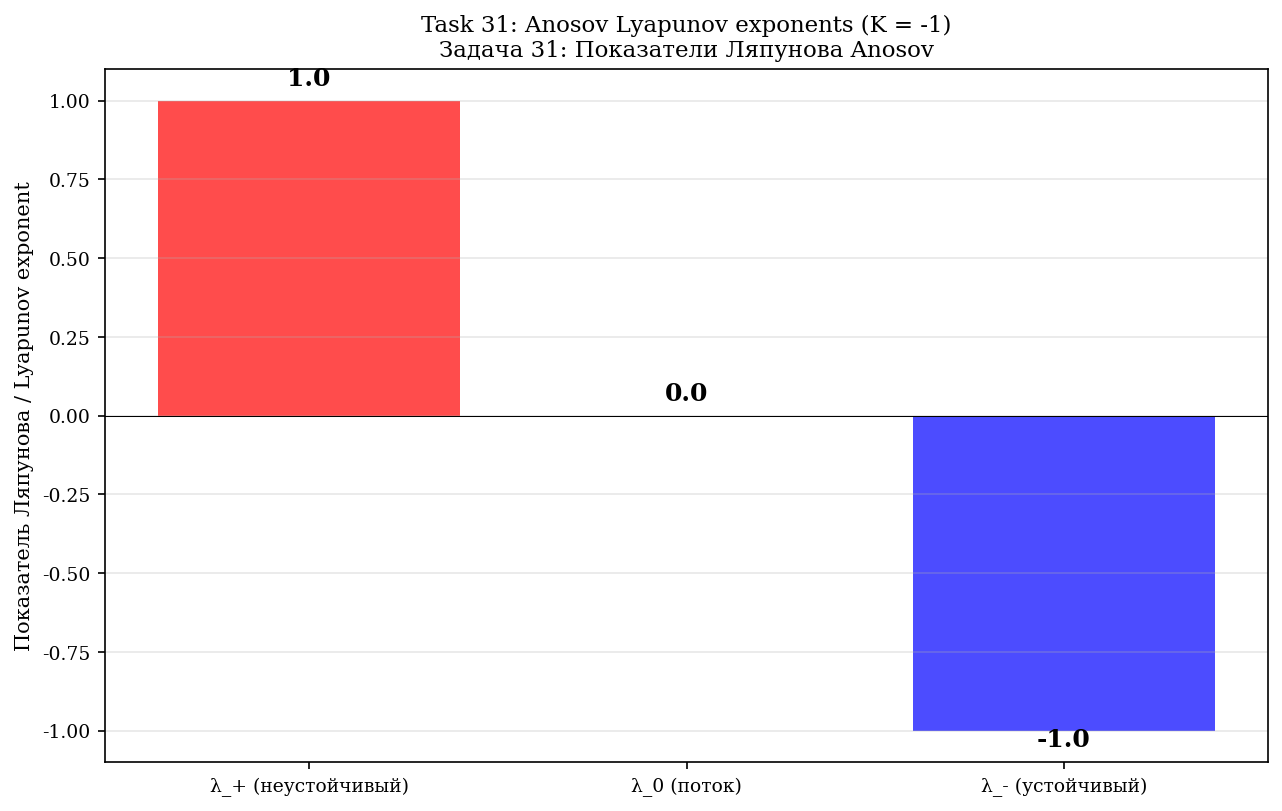 Task 31: Anosov Lyapunov exponents (K = -1)
Задача 31: Показатели Ляпунова Anosov
Показатель Ляпунова / Lyapunov exponent
1.00
0.75
0.50
0.25
0.00
-0.25
-0.50
-0.75
-1.00
1.0
0.0
-1.0
λ_+ (неустойчивый)
λ_0 (поток)
λ_- (устойчивый)